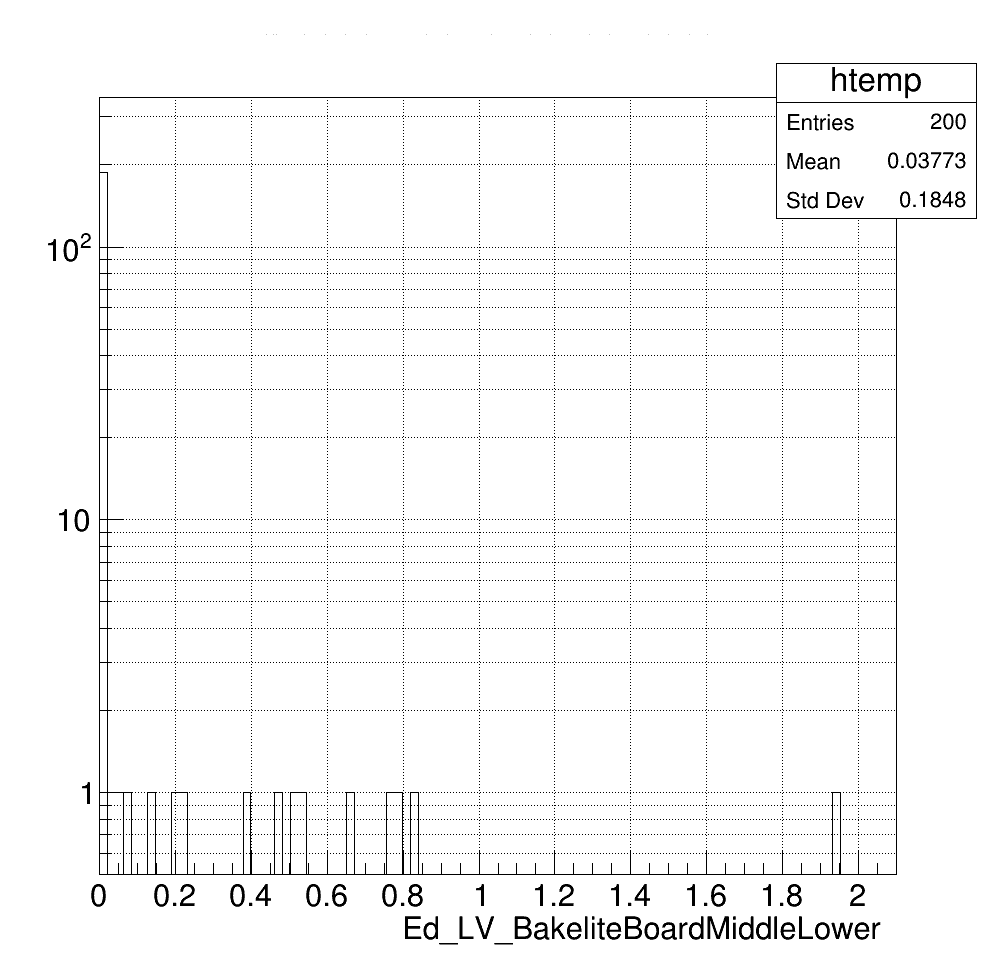 htemp
Entries 200
Mean 0.03773
Std Dev 0.1848
10²
10
1
0 0.2 0.4 0.6 0.8 1 1.2 1.4 1.6 1.8 2
Ed_LV_BakeliteBoardMiddleLower